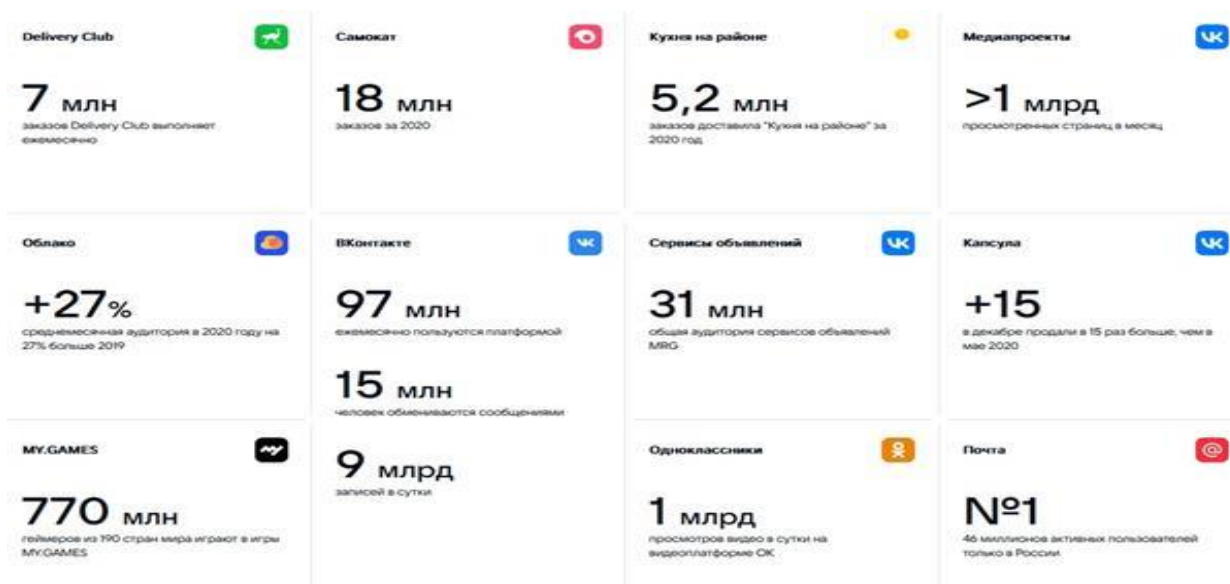 Delivery Club
7 млн
заказов Delivery Club выполняет
ежемесячно
Самокат
18 млн
заказов за 2020
Кухня на районе
5,2 млн
заказов доставила "Кухня на районе" за
2020 год
Медиапроекты
>1 млрд
просмотренных страниц в месяц
Облако
+27%
среднемесячная аудитория в 2020 году на
27% больше 2019
ВКонтакте
97 млн
ежемесячно пользуются платформой
15 млн
человек обмениваются сообщениями
9 млрд
записей в сутки
Сервисы объявлений
31 млн
общая аудитория сервисов объявлений
MRG
Капсула
+15
в декабре продали в 15 раз больше, чем в
мае 2020
MY.GAMES
770 млн
геймеров из 190 стран мира играют в игры
MY.GAMES
Одноклассники
1 млрд
просмотров видео в сутки на
видеоплатформе ОК
Почта
№1
46 миллионов активных пользователей
только в России